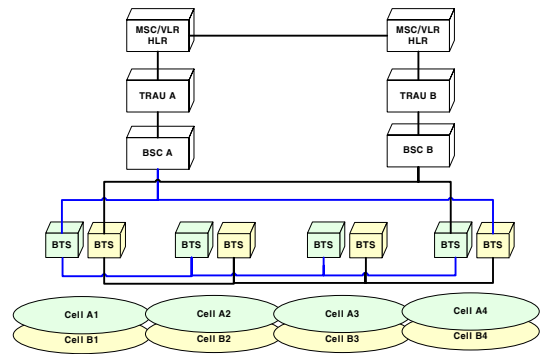 MSC/VLR
HLR
MSC/VLR
HLR
TRAU A
TRAU B
BSC A
BSC B
BTS
BTS
BTS
BTS
BTS
BTS
BTS
BTS
Cell A1
Cell A2
Cell A3
Cell A4
Cell B1
Cell B2
Cell B3
Cell B4